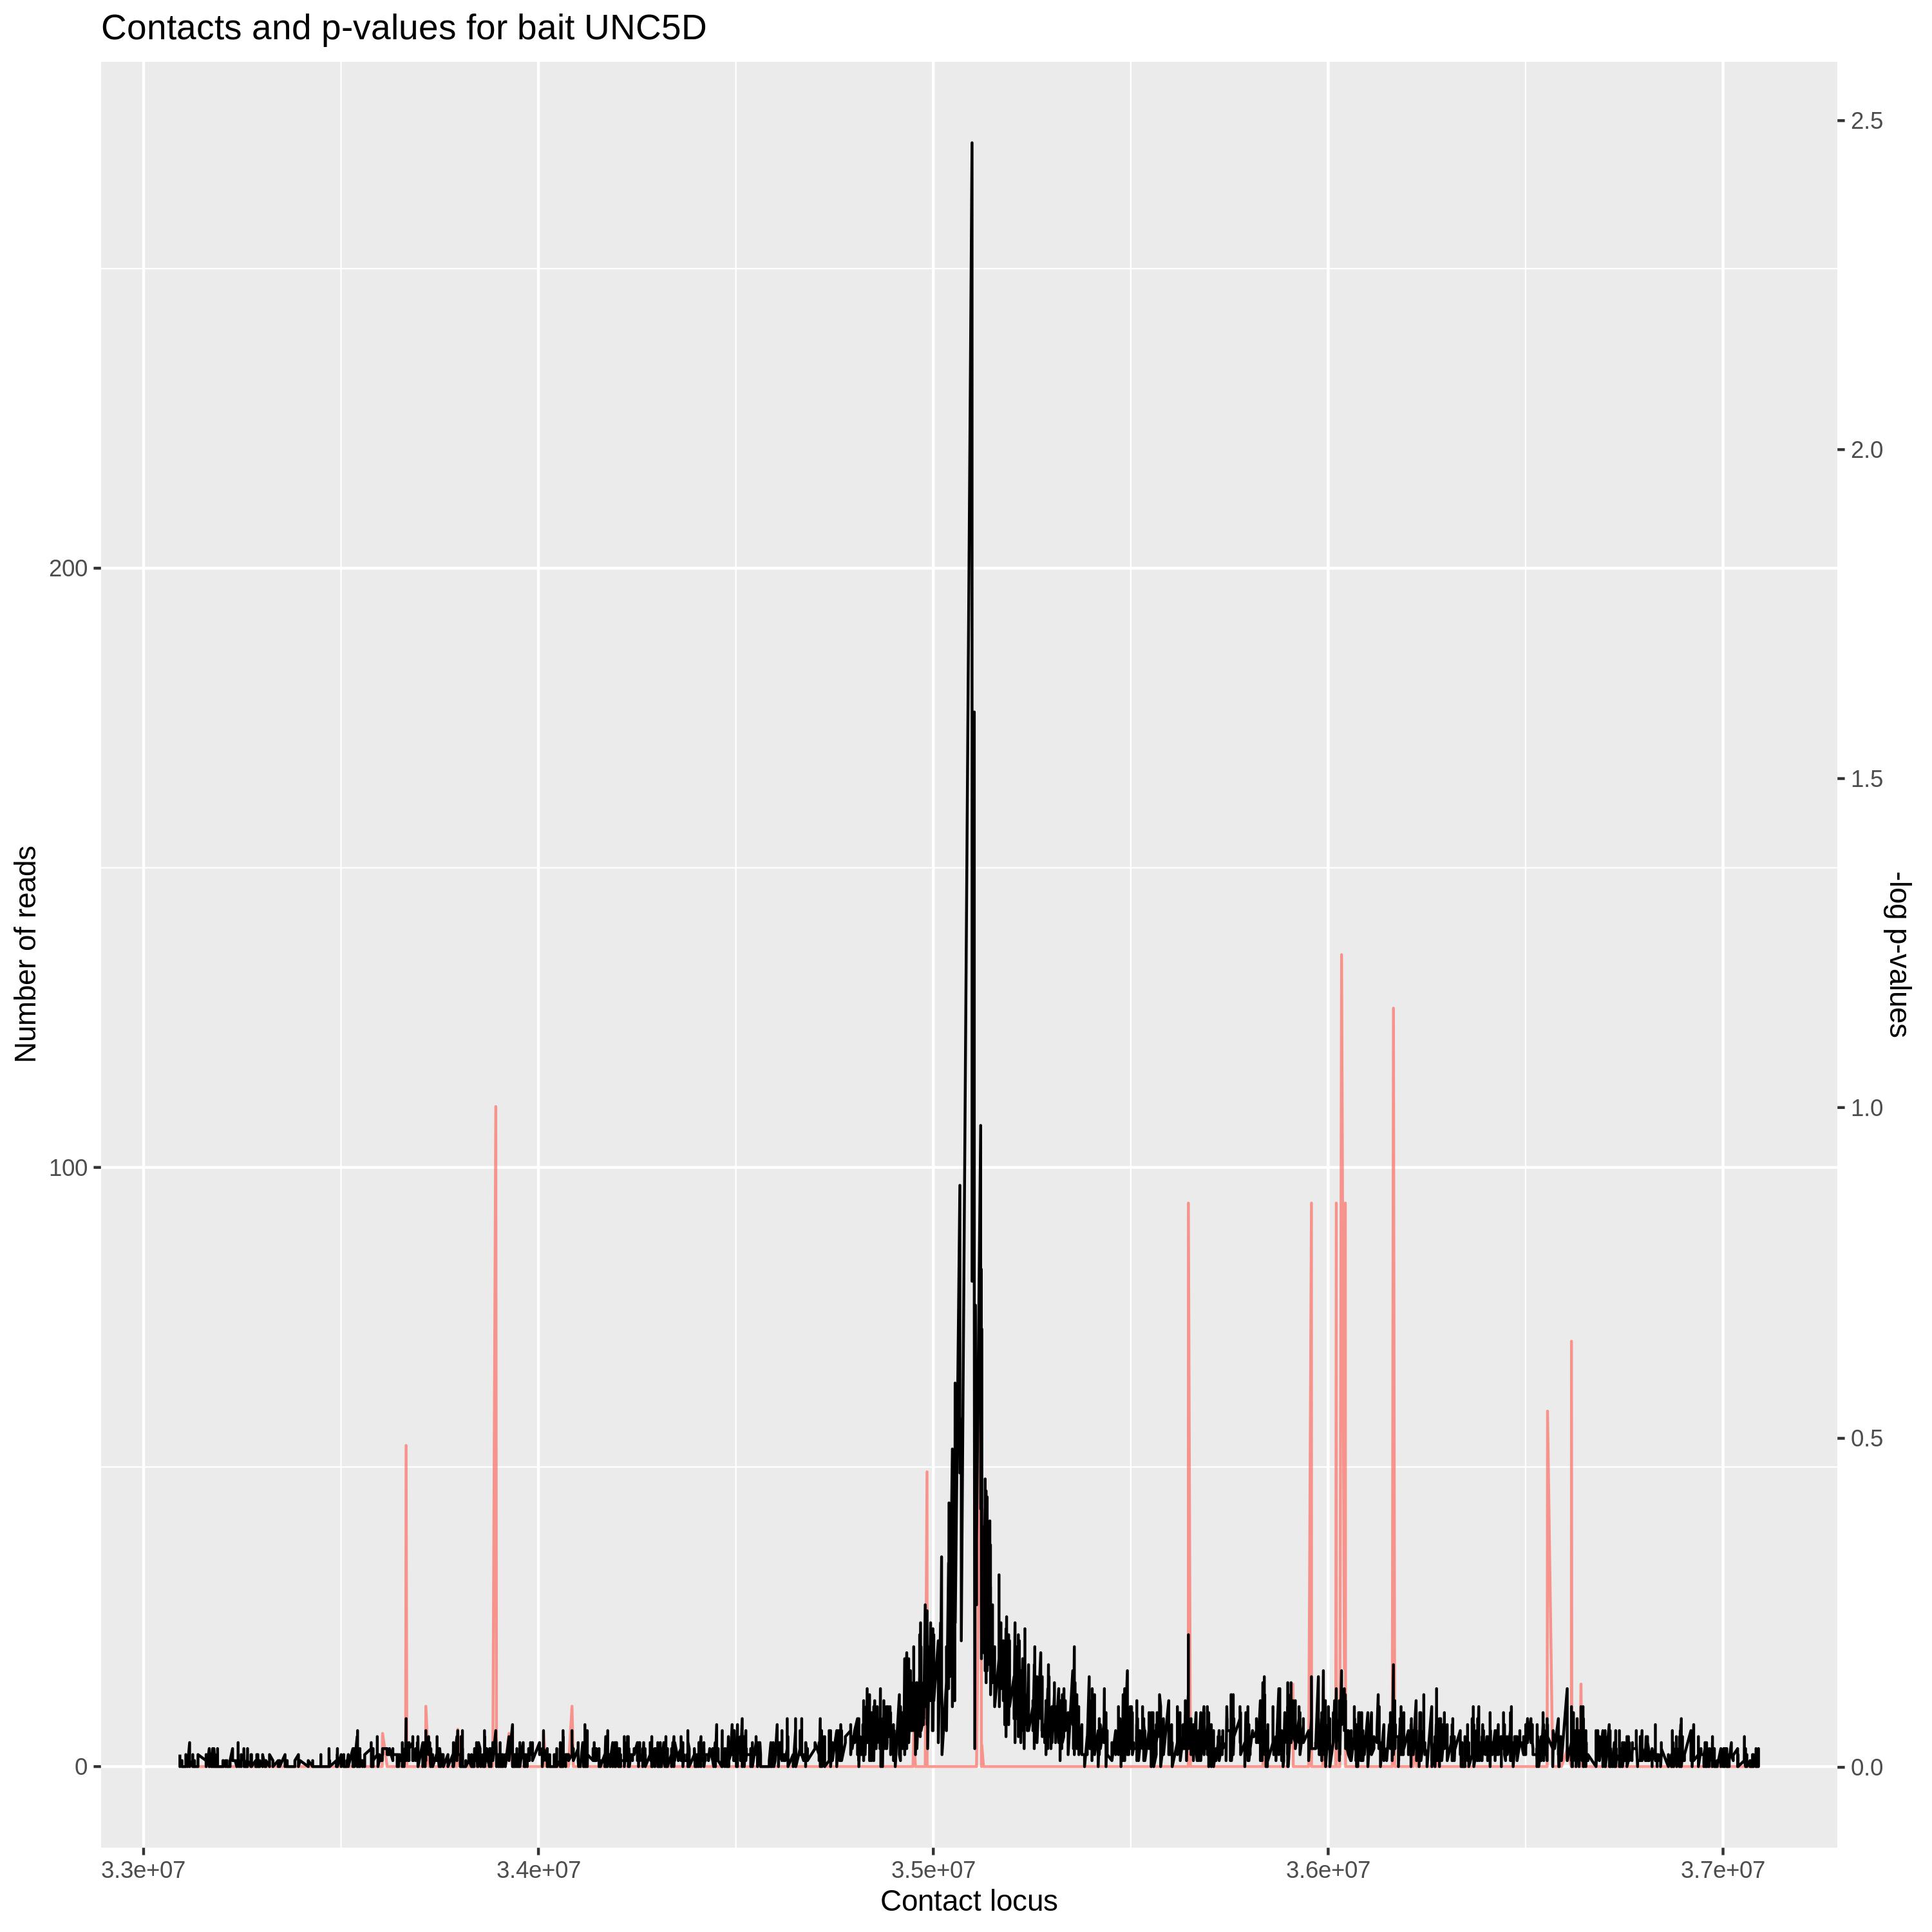 Contacts and p-values for bait UNC5D
Number of reads
200
100
0
2.5
2.0
1.5
1.0
0.5
0.0
-log p-values
3.3e+07 3.4e+07 3.5e+07 3.6e+07 3.7e+07
Contact locus